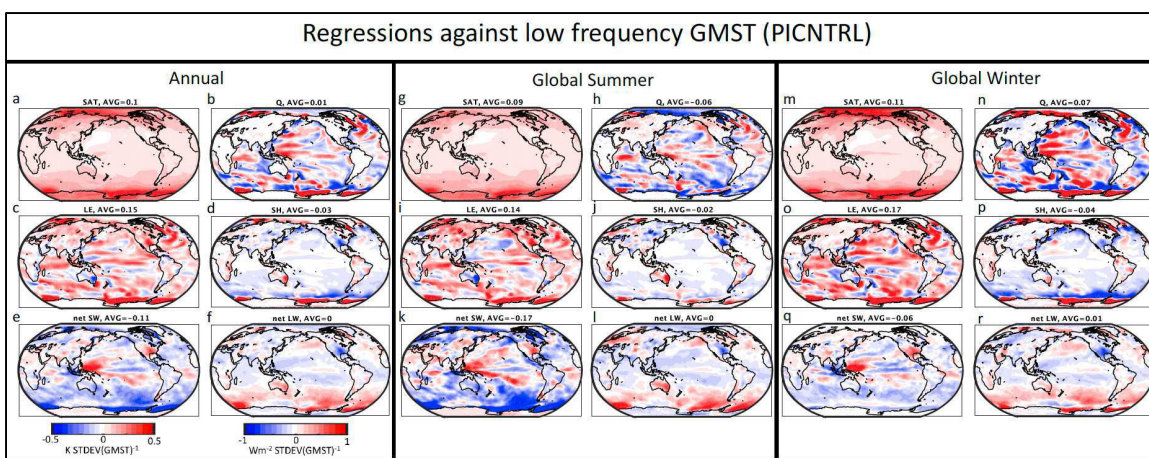 Regressions against low frequency GMST (PICNTRL)
Annual
Global Summer
Global Winter
a
SAT, AVG=0.1
b
Q, AVG=0.01
g
SAT, AVG=0.09
h
Q, AVG=-0.06
m
SAT, AVG=0.11
n
Q, AVG=0.07
c
LE, AVG=0.15
d
SH, AVG=-0.03
i
LE, AVG=0.14
j
SH, AVG=-0.02
o
LE, AVG=0.17
p
SH, AVG=-0.04
e
net SW, AVG=-0.11
f
net LW, AVG=0
k
net SW, AVG=-0.17
l
net LW, AVG=0
q
net SW, AVG=-0.06
r
net LW, AVG=0.01
-0.5 0 0.5
K STDEV(GMST)⁻¹
-1 0 1
Wm⁻² STDEV(GMST)⁻¹